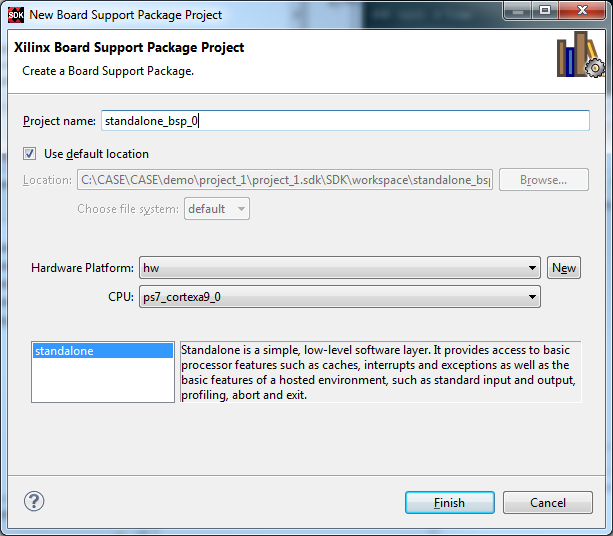 SDK New Board Support Package Project
Xilinx Board Support Package Project
Create a Board Support Package.
Project name: standalone_bsp_0
Use default location
Location: C:\CASE\CASE\demo\project_1\project_1.sdk\SDK\workspace\standalone_bsp Browse...
Choose file system: default
Hardware Platform: hw New
CPU: ps7_cortexa9_0
standalone
Standalone is a simple, low-level software layer. It provides access to basic
processor features such as caches, interrupts and exceptions as well as the
basic features of a hosted environment, such as standard input and output,
profiling, abort and exit.
? Finish Cancel